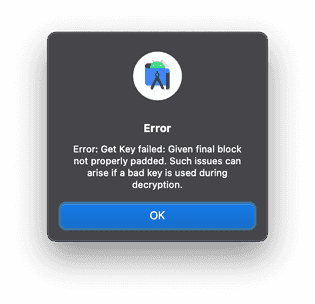 Error
Error: Get Key failed: Given final block
not properly padded. Such issues can
arise if a bad key is used during
decryption.
OK